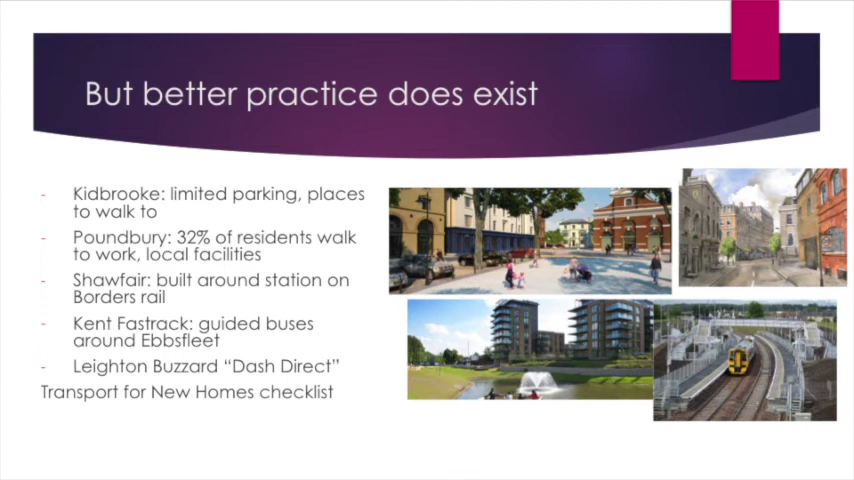 But better practice does exist
- Kidbrooke: limited parking, places
to walk to
- Poundbury: 32% of residents walk
to work, local facilities
- Shawfair: built around station on
Borders rail
- Kent Fastrack: guided buses
around Ebbsfleet
- Leighton Buzzard “Dash Direct”
Transport for New Homes checklist